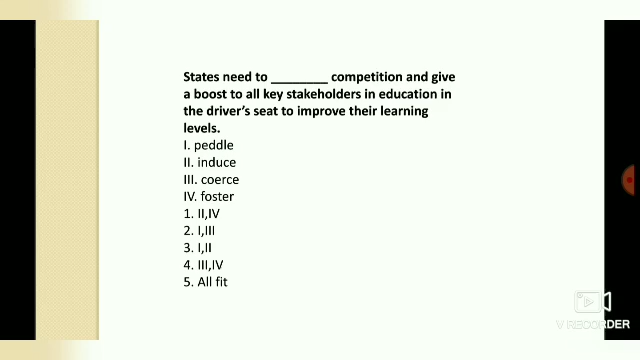 States need to ________ competition and give
a boost to all key stakeholders in education in
the driver's seat to improve their learning
levels.
I. peddle
II. induce
III. coerce
IV. foster
1. II,IV
2. I,III
3. I,II
4. III,IV
5. All fit
V RECORDER